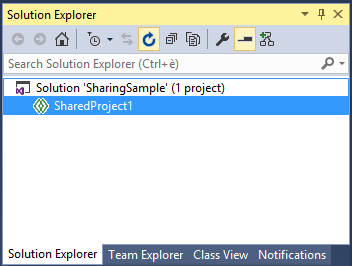 Solution Explorer
Search Solution Explorer (Ctrl+è)
Solution 'SharingSample' (1 project)
SharedProject1
Solution Explorer Team Explorer Class View Notifications